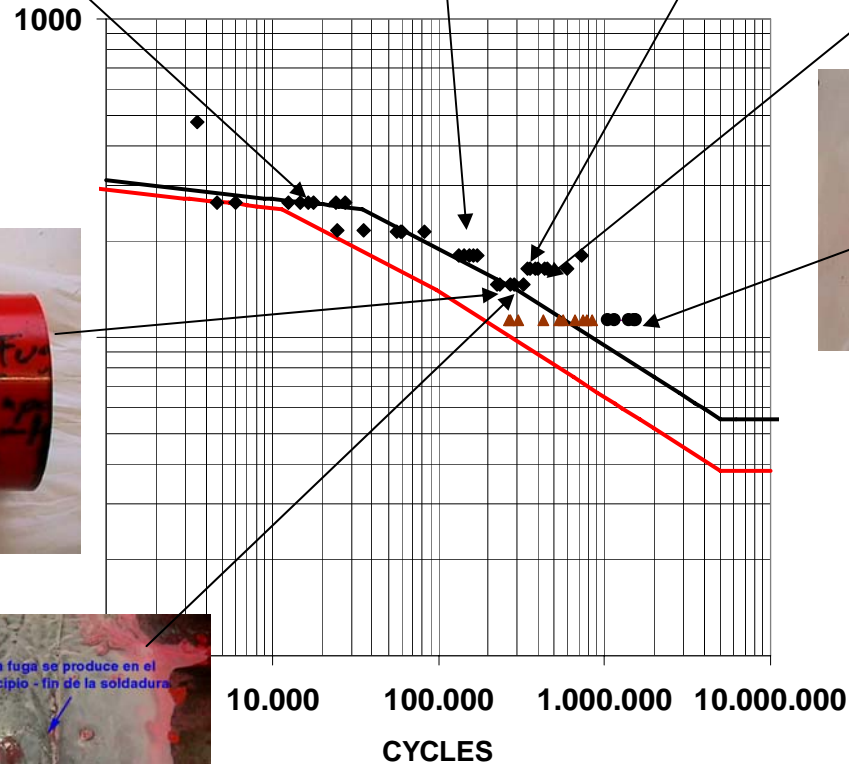 1000
a fuga se produce en el
cipio - fin de la soldadura
10.000
100.000
1.000.000
10.000.000
CYCLES